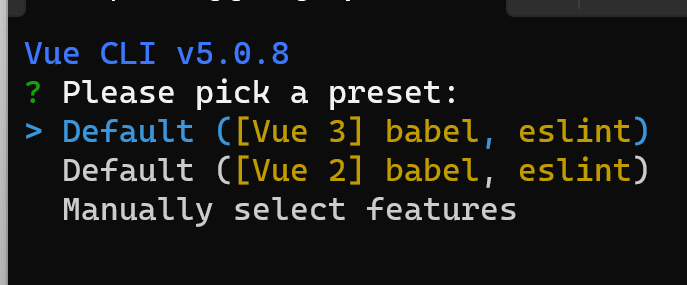 Vue CLI v5.0.8
? Please pick a preset:
> Default ([Vue 3] babel, eslint)
Default ([Vue 2] babel, eslint)
Manually select features